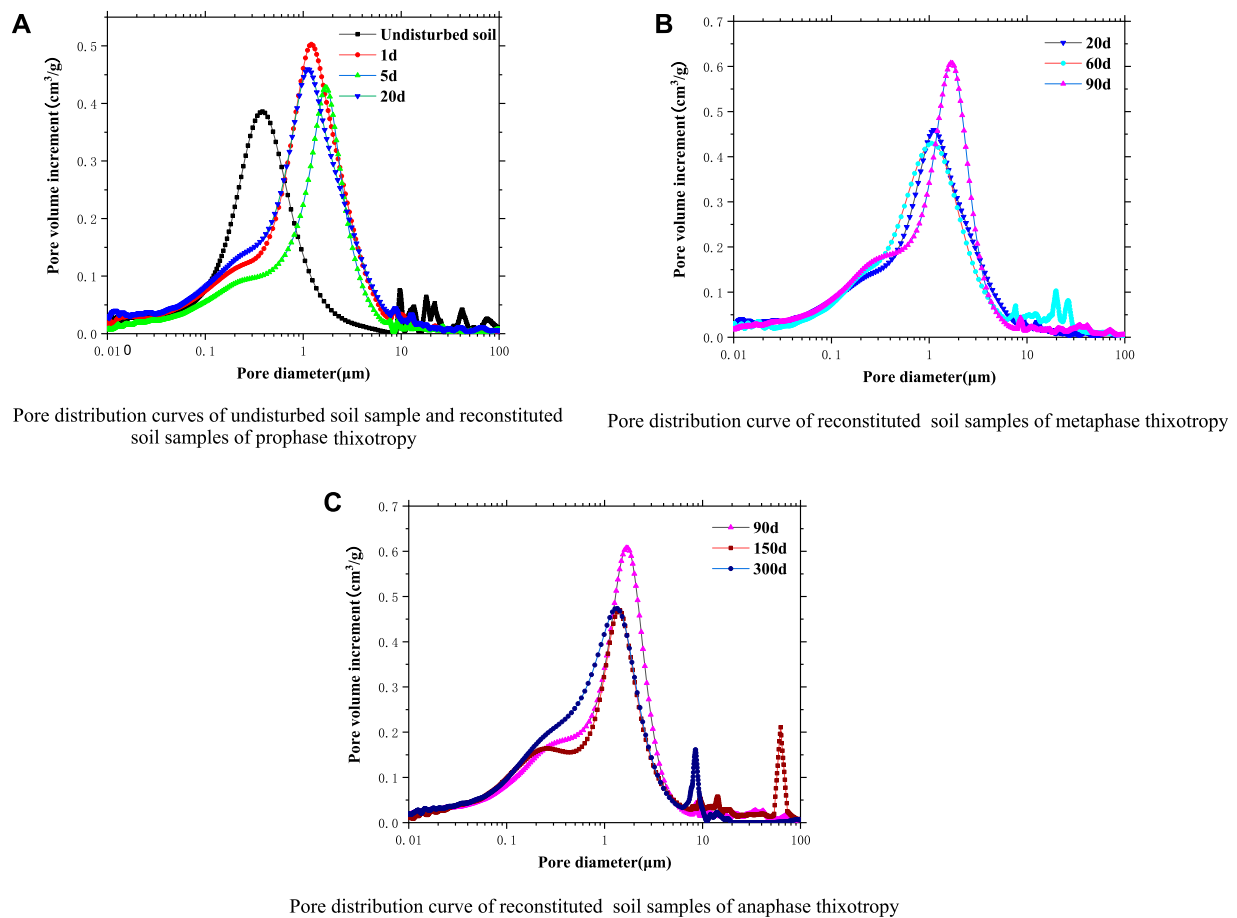 A
Pore volume increment (cm³/g)
0.5
0.4
0.3
0.2
0.1
0.0
Undisturbed soil
1d
5d
20d
0.010 0.1 1 10 100
Pore diameter(μm)
Pore distribution curves of undisturbed soil sample and reconstituted
soil samples of prophase thixotropy
B
Pore volume increment (cm³/g)
0.7
0.6
0.5
0.4
0.3
0.2
0.1
0.0
20d
60d
90d
0.01 0.1 1 10 100
Pore diameter(μm)
Pore distribution curve of reconstituted soil samples of metaphase thixotropy
C
Pore volume increment (cm³/g)
0.7
0.6
0.5
0.4
0.3
0.2
0.1
0.0
90d
150d
300d
0.01 0.1 1 10 100
Pore diameter(μm)
Pore distribution curve of reconstituted soil samples of anaphase thixotropy